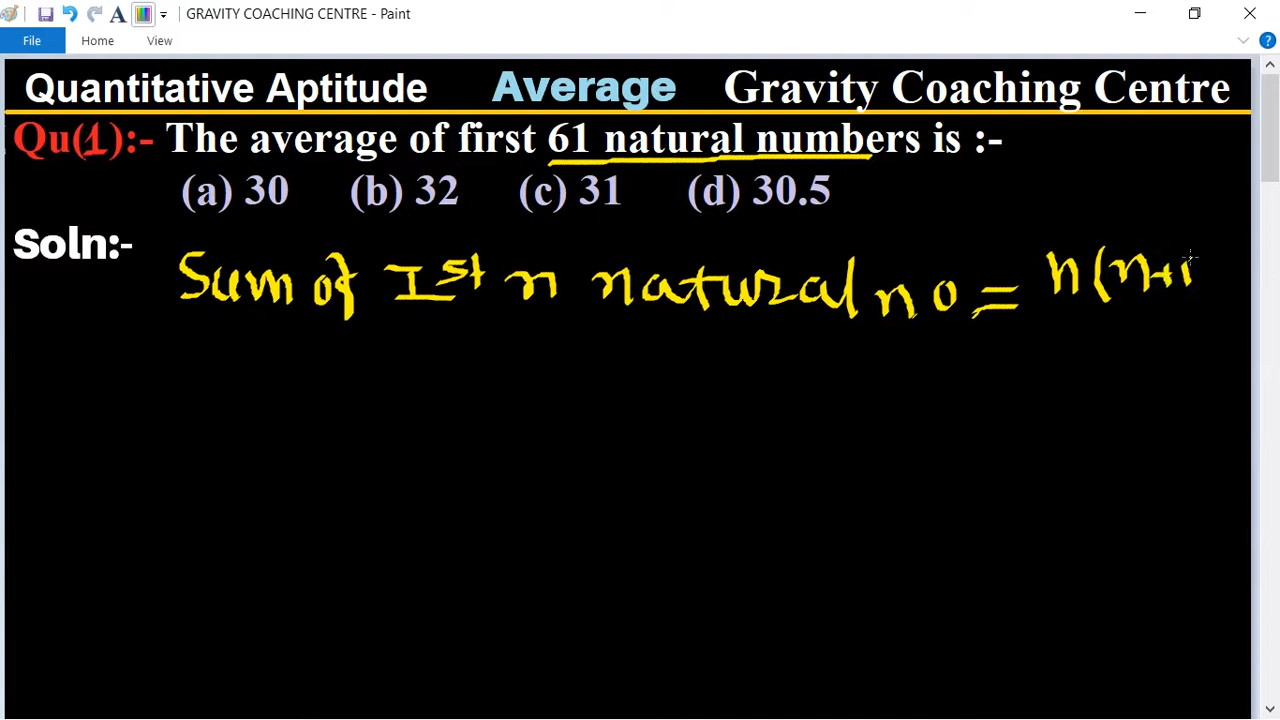 GRAVITY COACHING CENTRE - Paint
File Home View
Quantitative Aptitude Average Gravity Coaching Centre
Qu(1):- The average of first 61 natural numbers is :-
(a) 30 (b) 32 (c) 31 (d) 30.5
Soln:- Sum of Ist n natural no = n(n+1